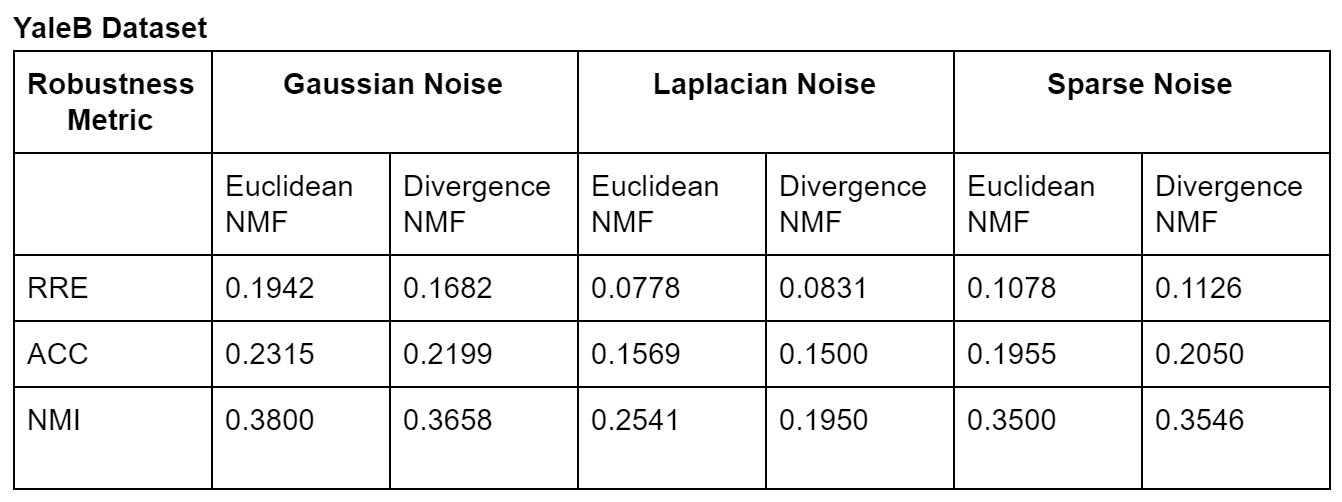 YaleB Dataset
Robustness Metric Gaussian Noise Laplacian Noise Sparse Noise
Euclidean NMF Divergence NMF Euclidean NMF Divergence NMF Euclidean NMF Divergence NMF
RRE 0.1942 0.1682 0.0778 0.0831 0.1078 0.1126
ACC 0.2315 0.2199 0.1569 0.1500 0.1955 0.2050
NMI 0.3800 0.3658 0.2541 0.1950 0.3500 0.3546